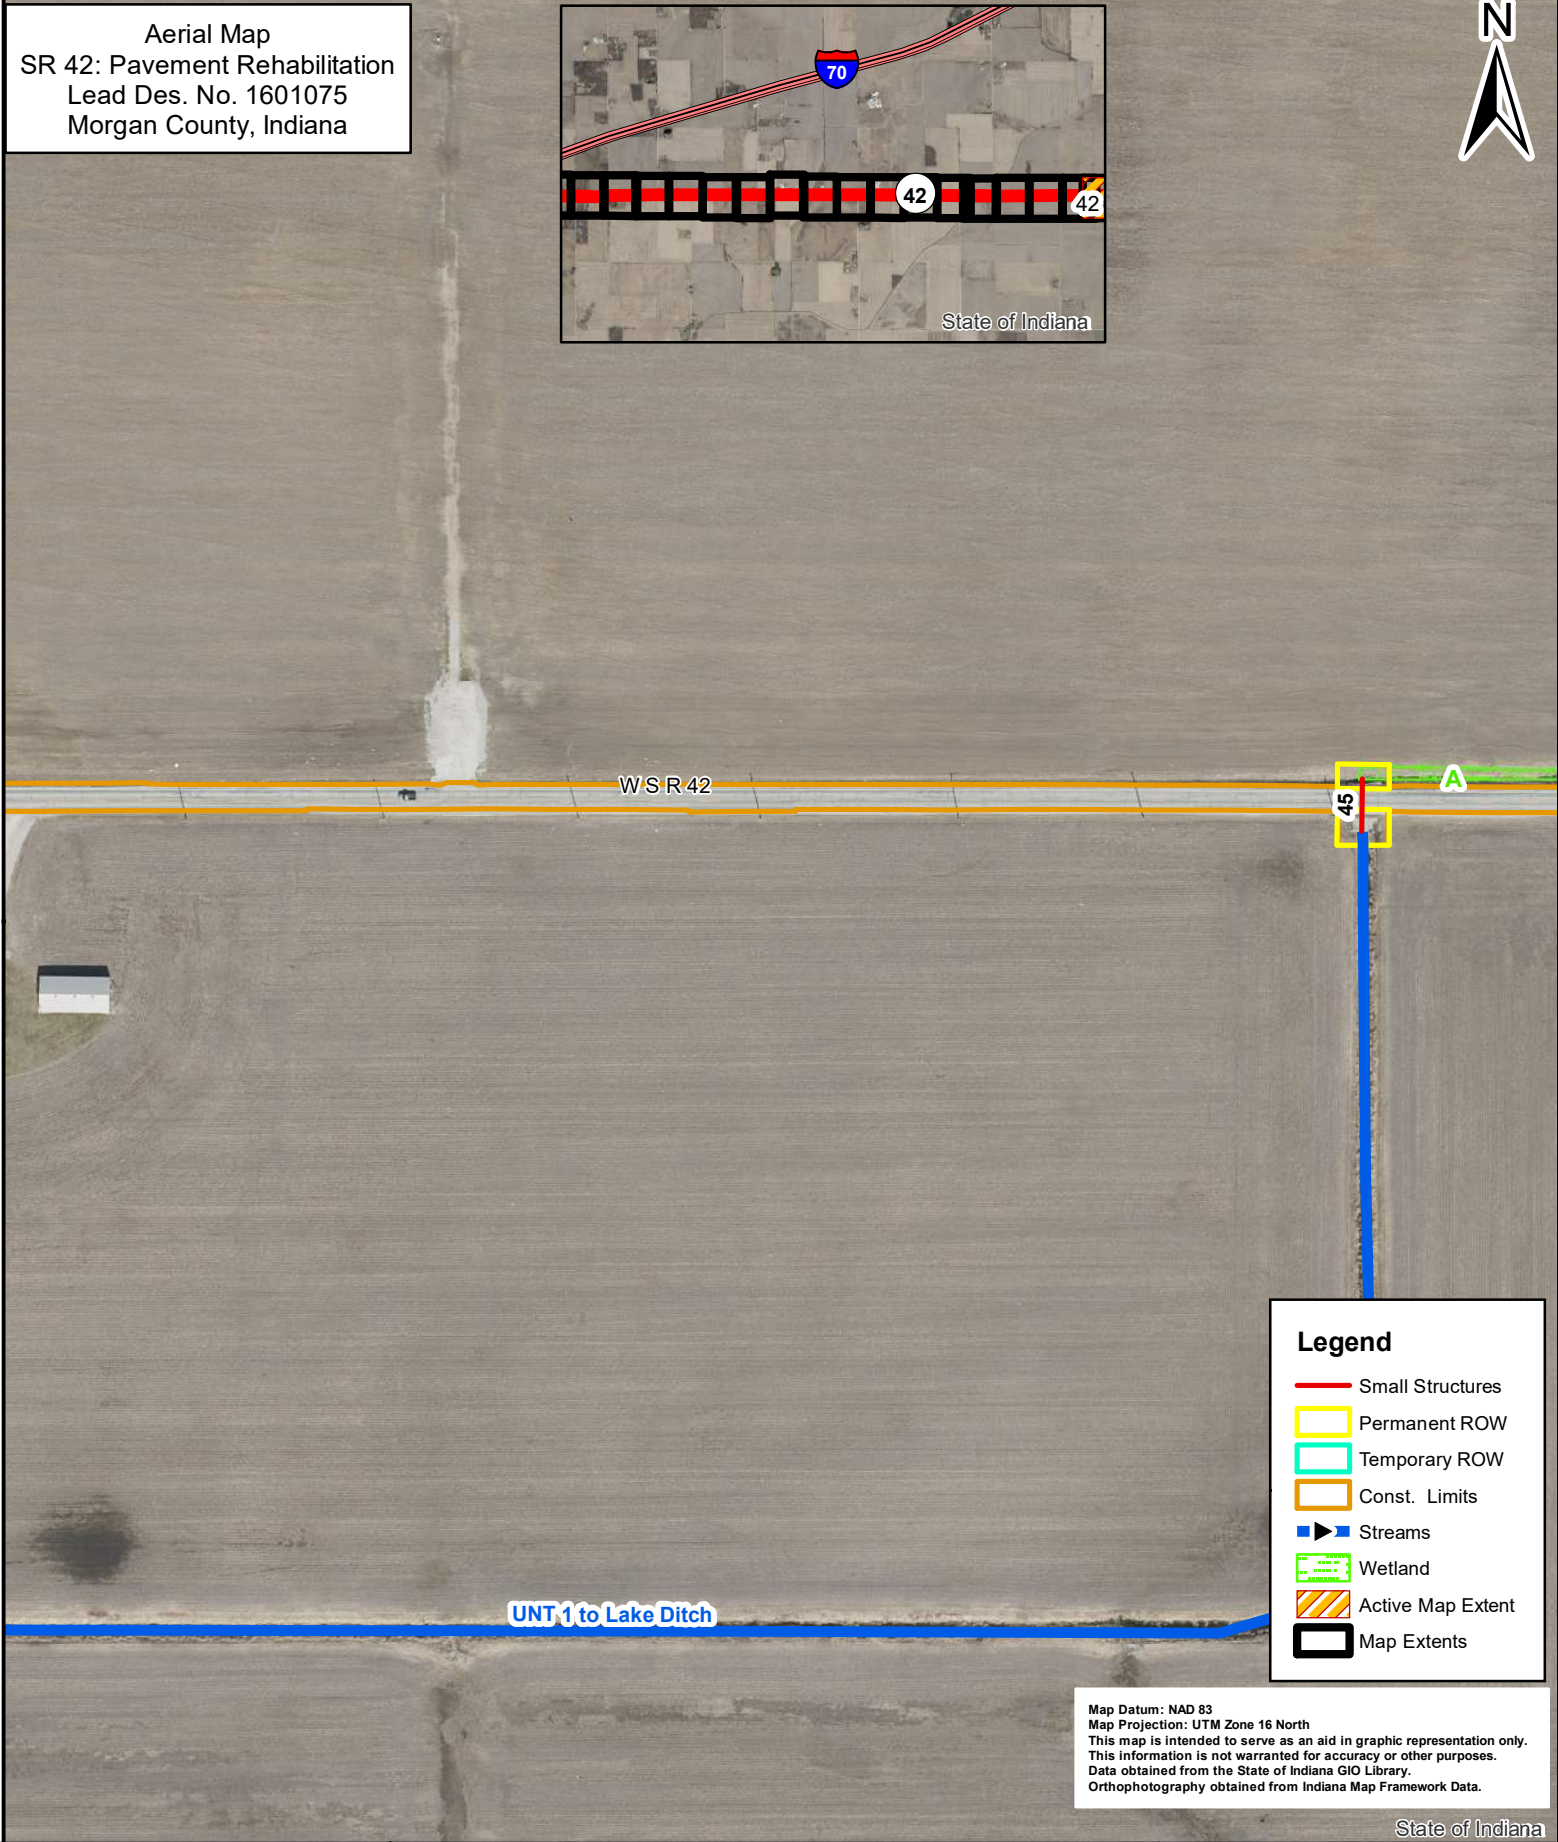 Aerial Map
SR 42: Pavement Rehabilitation
Lead Des. No. 1601075
Morgan County, Indiana
70
42
42
State of Indiana
N
W S R 42
45
A
UNT 1 to Lake Ditch
Legend
Small Structures
Permanent ROW
Temporary ROW
Const. Limits
Streams
Wetland
Active Map Extent
Map Extents
Map Datum: NAD 83
Map Projection: UTM Zone 16 North
This map is intended to serve as an aid in graphic representation only.
This information is not warranted for accuracy or other purposes.
Data obtained from the State of Indiana GIO Library.
Orthophotography obtained from Indiana Map Framework Data.
State of Indiana